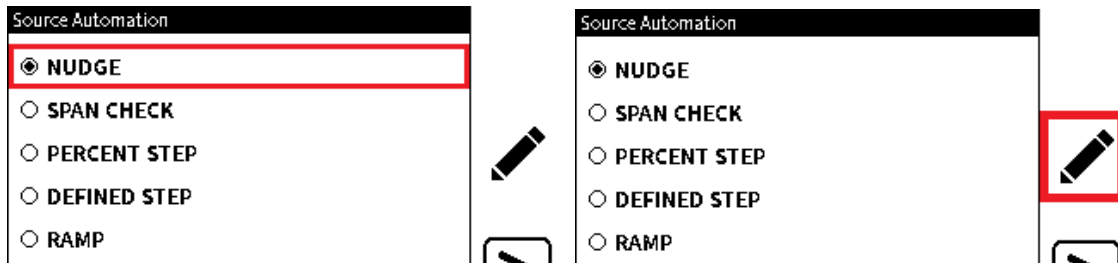 Source Automation
NUDGE
SPAN CHECK
PERCENT STEP
DEFINED STEP
RAMP
Source Automation
NUDGE
SPAN CHECK
PERCENT STEP
DEFINED STEP
RAMP